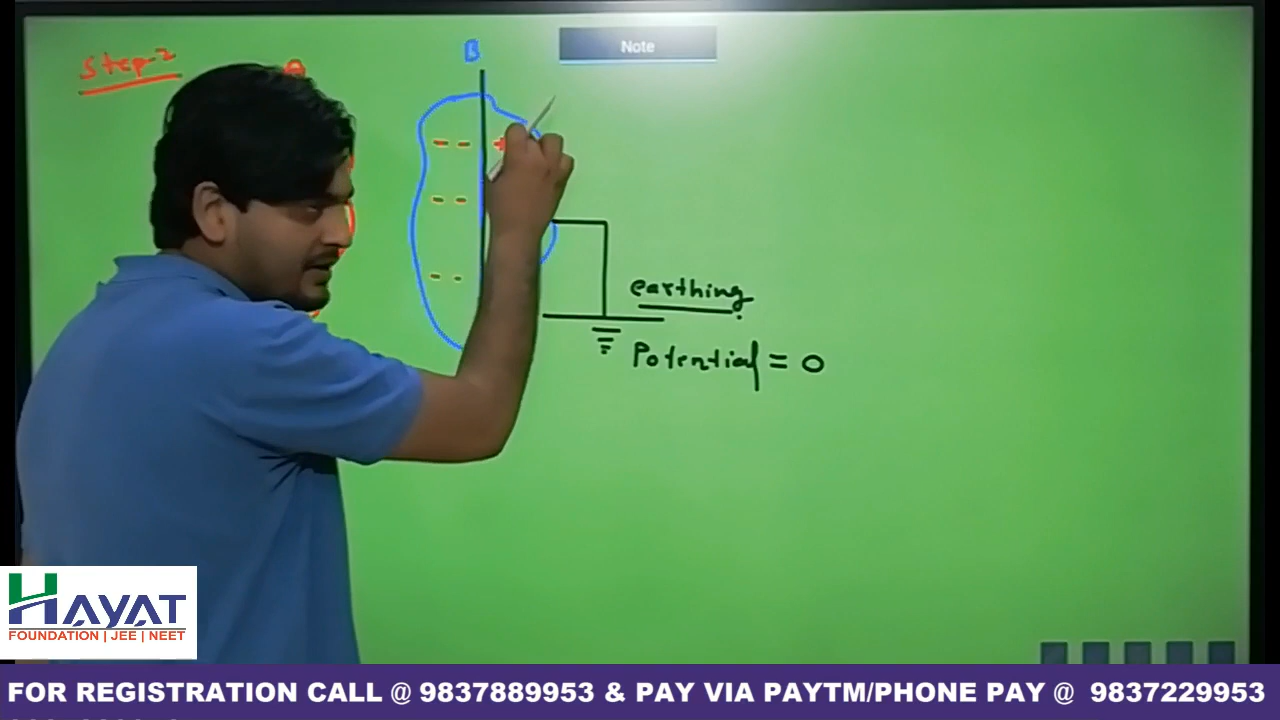 Step-2
B
Note
- -
+
- -
- -
earthing
Potential = 0
HAYAT
FOUNDATION | JEE | NEET
FOR REGISTRATION CALL @ 9837889953 & PAY VIA PAYTM/PHONE PAY @ 9837229953